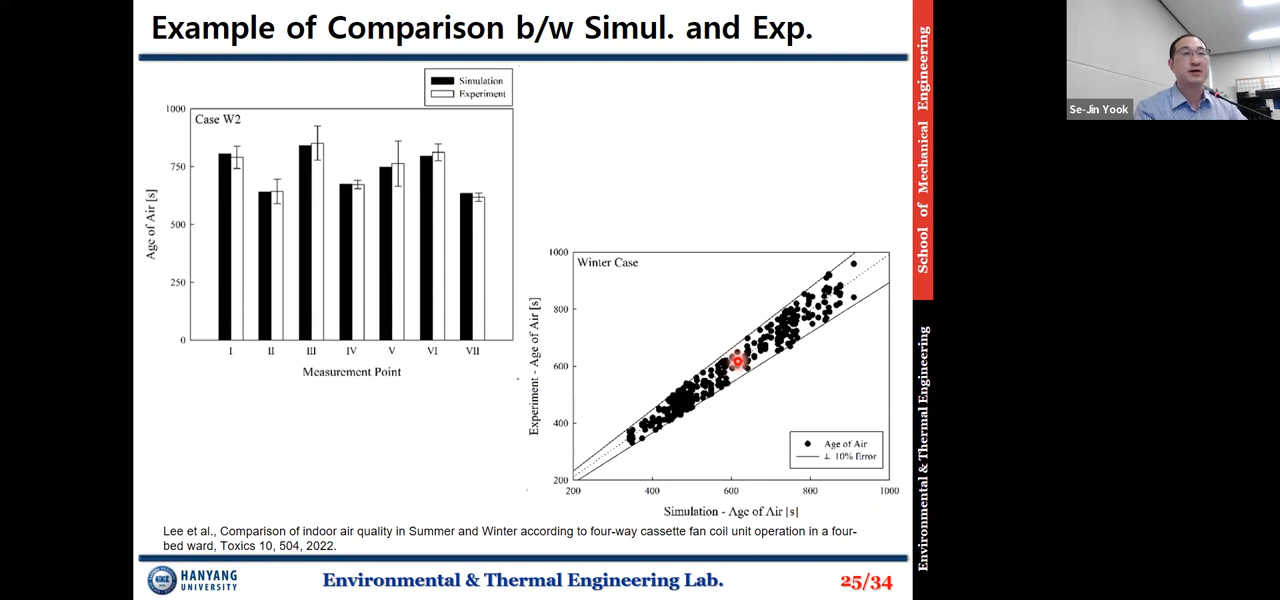 Example of Comparison b/w Simul. and Exp.
Simulation
Experiment
Case W2
1000
750
500
250
0
Age of Air [s]
I II III IV V VI VII
Measurement Point
Winter Case
1000
800
600
400
200
Experiment - Age of Air [s]
Age of Air
⊥ 10% Error
200 400 600 800 1000
Simulation - Age of Air [s]
Lee et al., Comparison of indoor air quality in Summer and Winter according to four-way cassette fan coil unit operation in a four-
bed ward, Toxics 10, 504, 2022.
HANYANG
UNIVERSITY
Environmental & Thermal Engineering Lab.
25/34
School of Mechanical Engineering
Environmental & Thermal Engineering
Se-Jin Yook